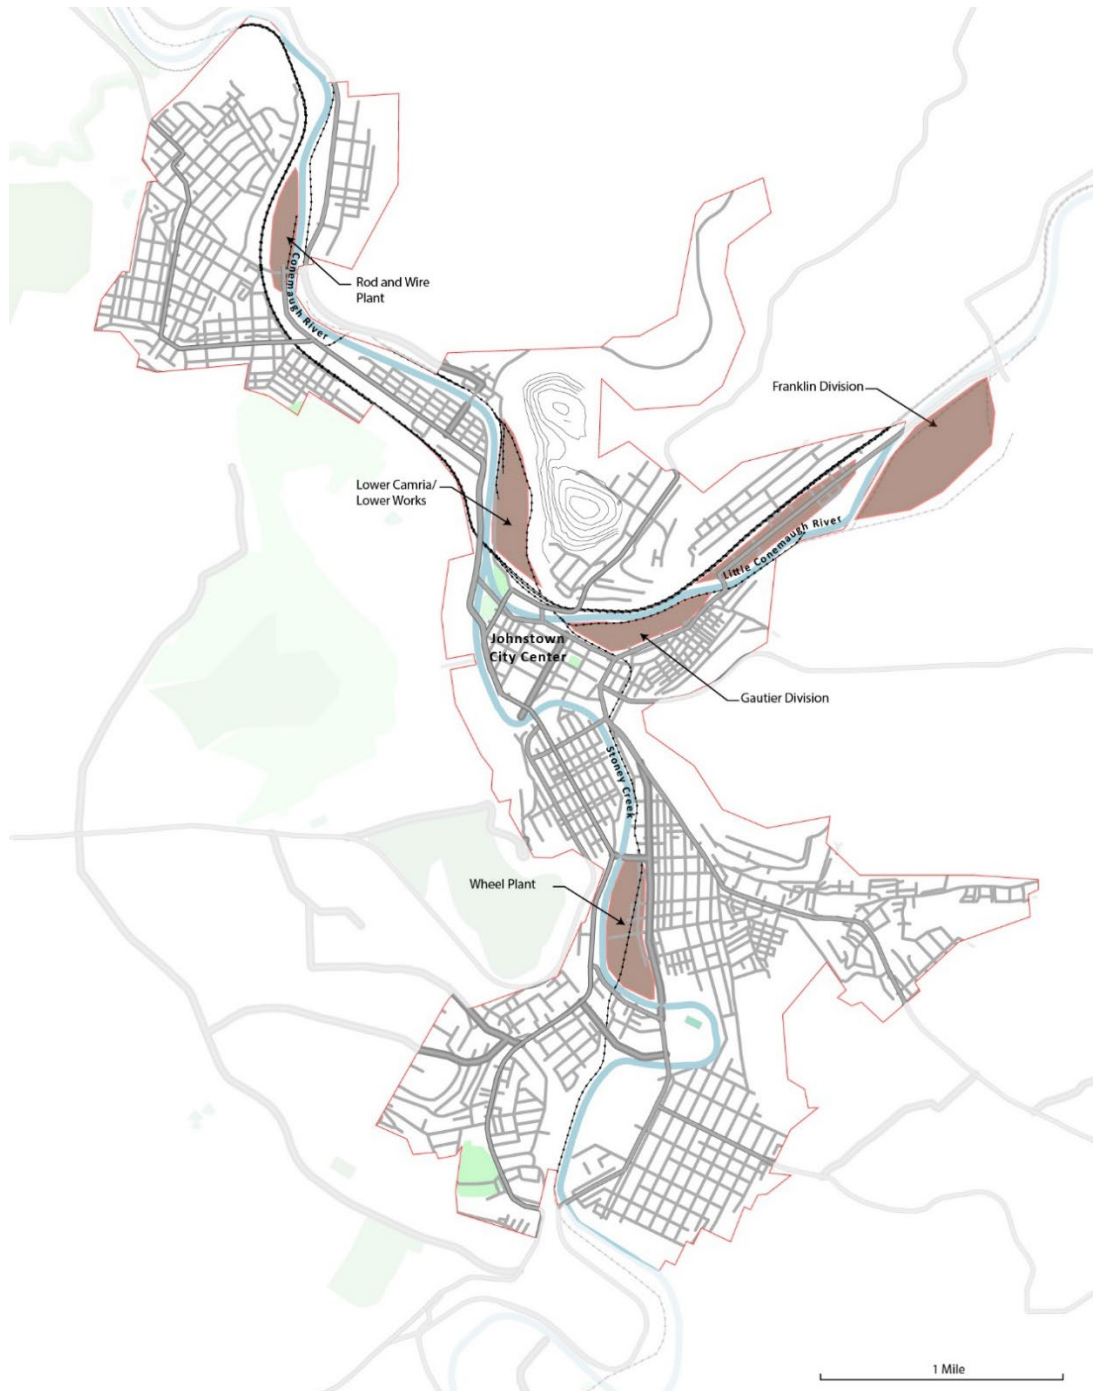 Rod and Wire
Plant
Conemaugh River
Franklin Division
Lower Camria/
Lower Works
Little Conemaugh River
Johnstown
City Center
Gautier Division
Stoney Creek
Wheel Plant
1 Mile